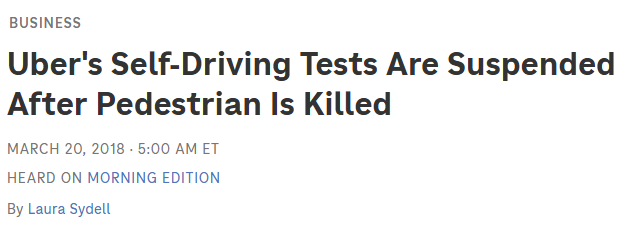 BUSINESS
Uber's Self-Driving Tests Are Suspended
After Pedestrian Is Killed
MARCH 20, 2018 · 5:00 AM ET
HEARD ON MORNING EDITION
By Laura Sydell